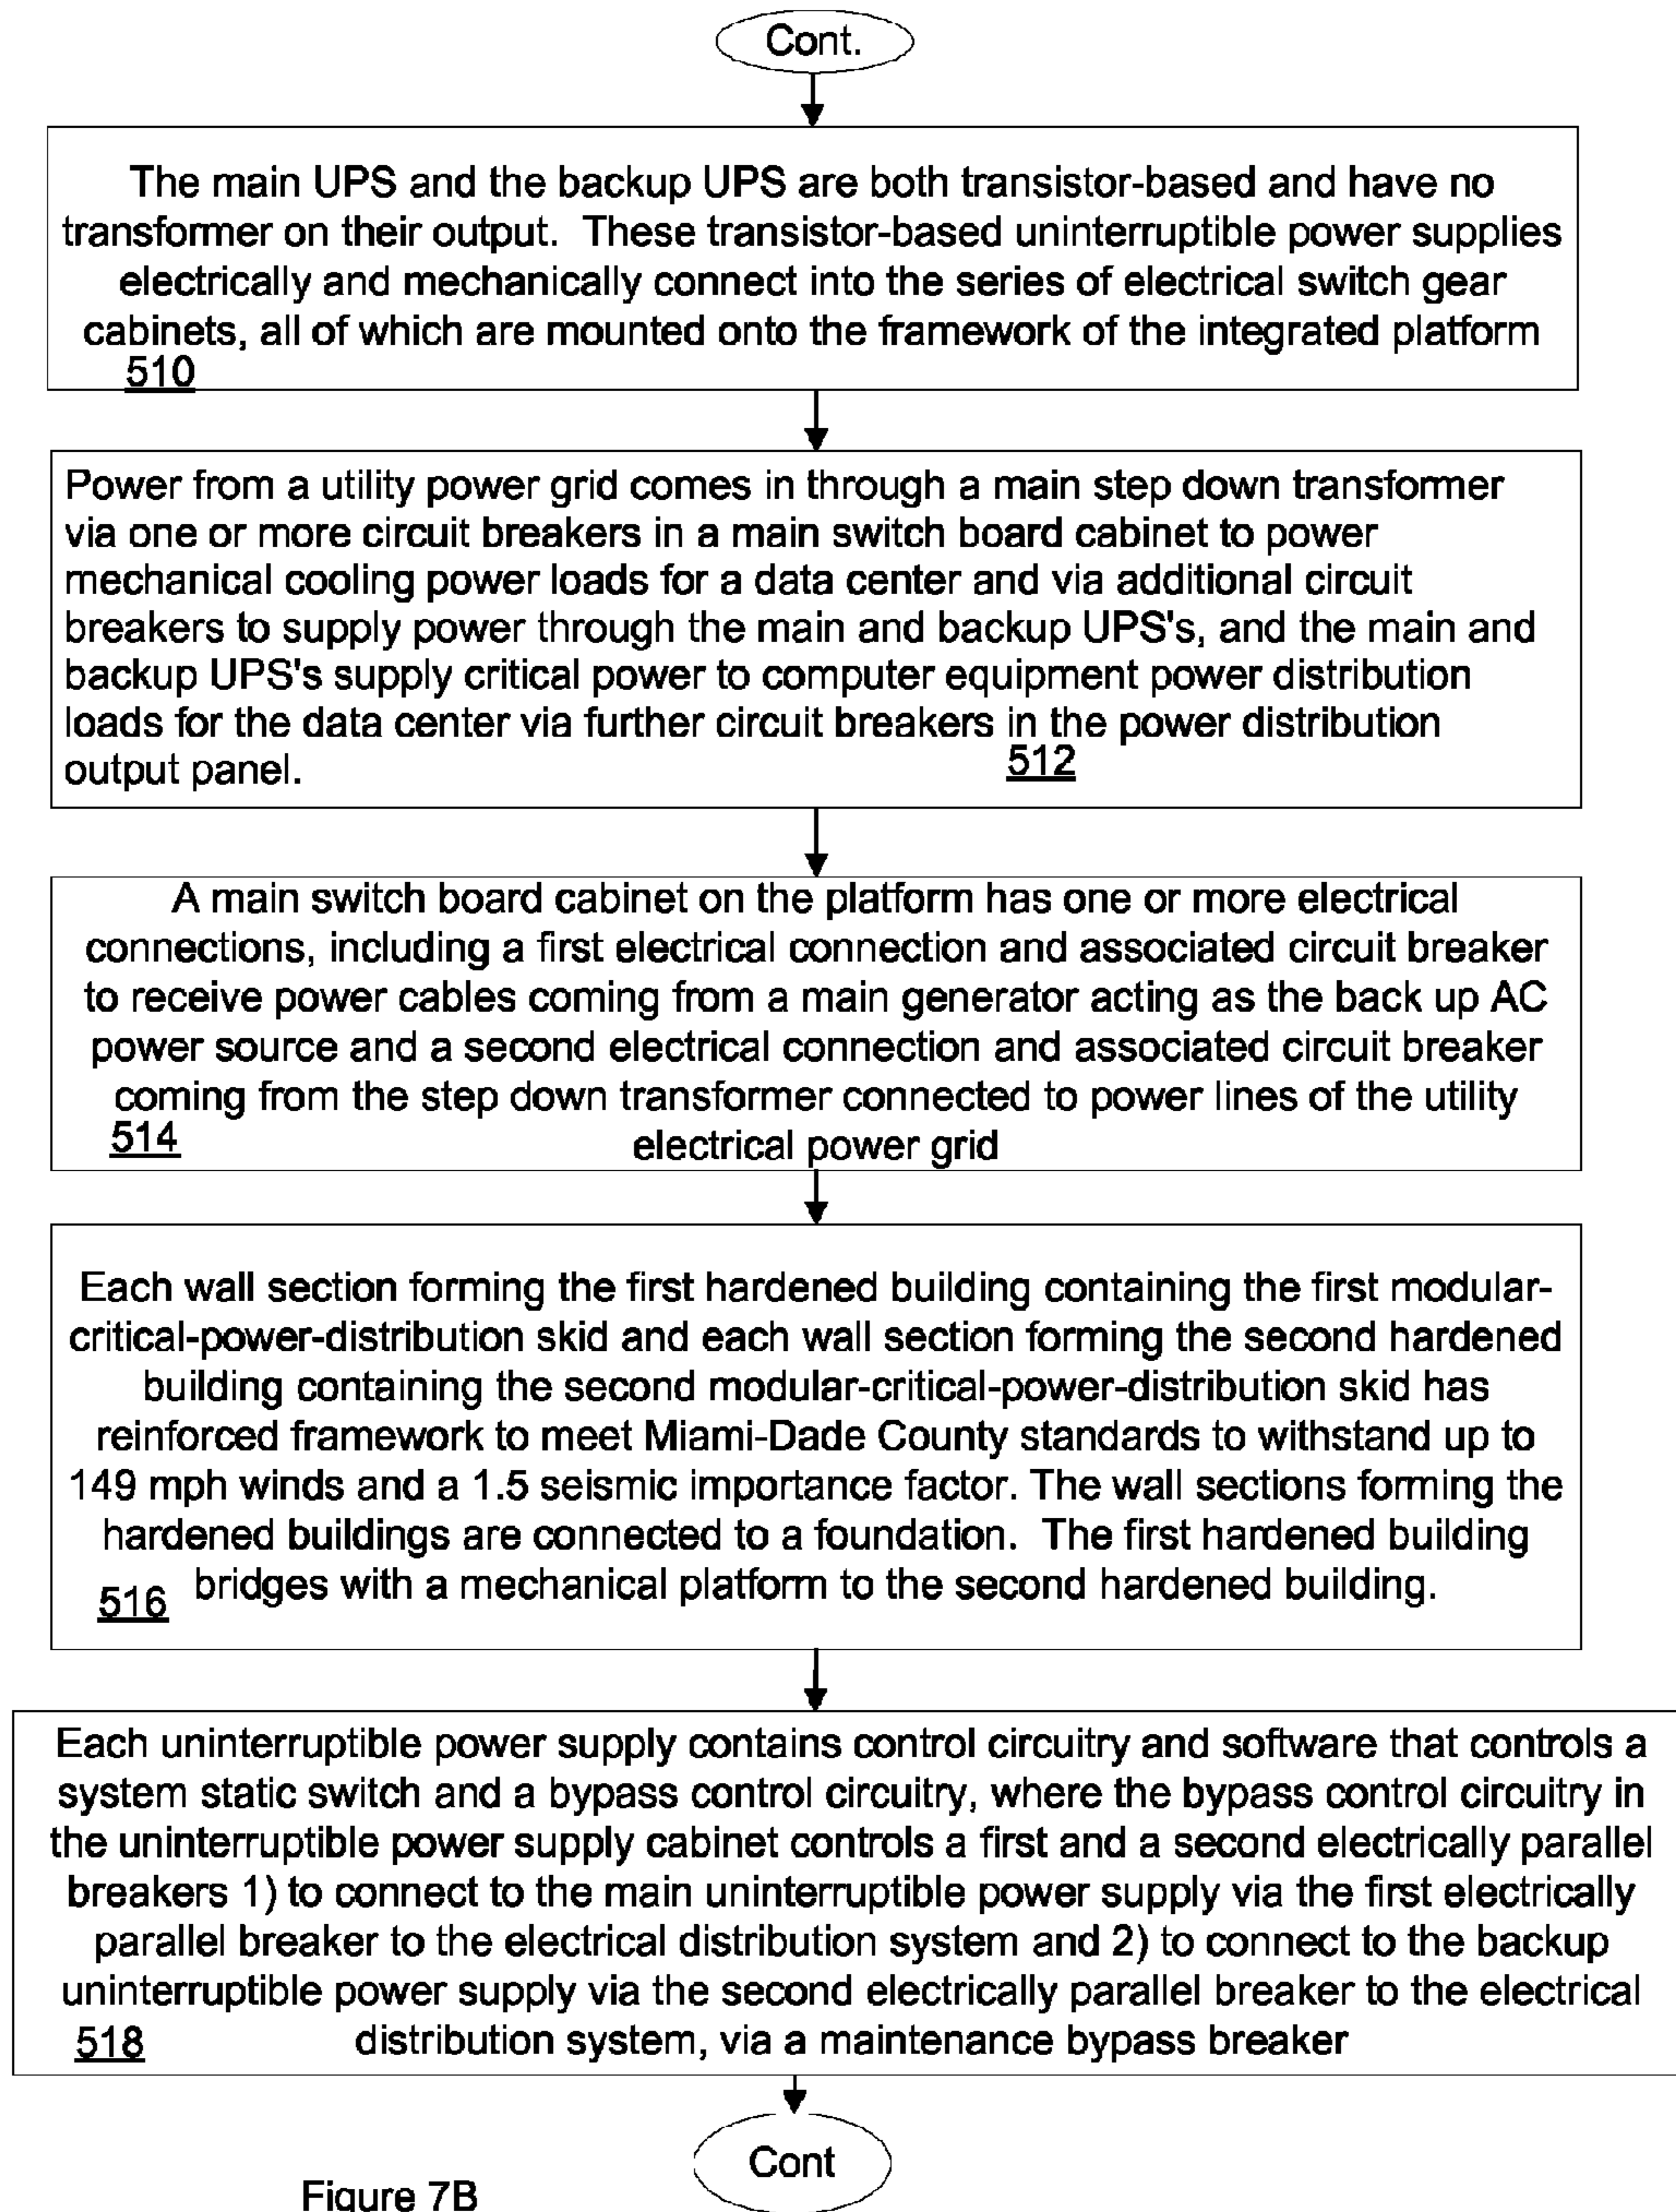 Cont.
The main UPS and the backup UPS are both transistor-based and have no
transformer on their output.  These transistor-based uninterruptible power supplies
electrically and mechanically connect into the series of electrical switch gear
cabinets, all of which are mounted onto the framework of the integrated platform
510
Power from a utility power grid comes in through a main step down transformer
via one or more circuit breakers in a main switch board cabinet to power
mechanical cooling power loads for a data center and via additional circuit
breakers to supply power through the main and backup UPS's, and the main and
backup UPS's supply critical power to computer equipment power distribution
loads for the data center via further circuit breakers in the power distribution
output panel.
512
A main switch board cabinet on the platform has one or more electrical
connections, including a first electrical connection and associated circuit breaker
to receive power cables coming from a main generator acting as the back up AC
power source and a second electrical connection and associated circuit breaker
coming from the step down transformer connected to power lines of the utility
514
electrical power grid
Each wall section forming the first hardened building containing the first modular-
critical-power-distribution skid and each wall section forming the second hardened
building containing the second modular-critical-power-distribution skid has
reinforced framework to meet Miami-Dade County standards to withstand up to
149 mph winds and a 1.5 seismic importance factor. The wall sections forming the
hardened buildings are connected to a foundation.  The first hardened building
516 bridges with a mechanical platform to the second hardened building.
Each uninterruptible power supply contains control circuitry and software that controls a
system static switch and a bypass control circuitry, where the bypass control circuitry in
the uninterruptible power supply cabinet controls a first and a second electrically parallel
breakers 1) to connect to the main uninterruptible power supply via the first electrically
parallel breaker to the electrical distribution system and 2) to connect to the backup
uninterruptible power supply via the second electrically parallel breaker to the electrical
518 distribution system, via a maintenance bypass breaker
Cont
Figure 7B